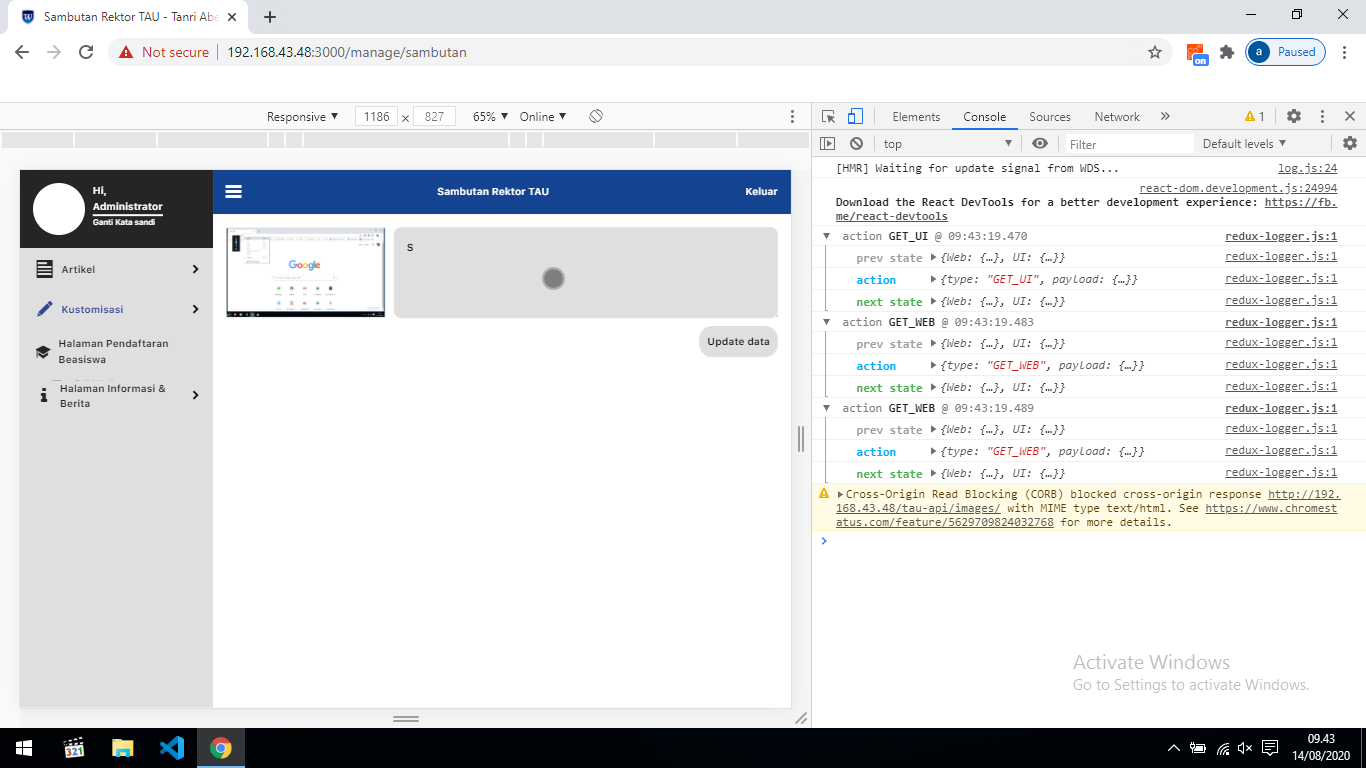 Sambutan Rektor TAU - Tanri Abe
Not secure
192.168.43.48:3000/manage/sambutan
on
a
Paused
Responsive ▼
1186 × 827
65% ▼
Online ▼
Elements
Console
Sources
Network
»
1
top
Filter
Default levels ▼
Hi,
Administrator
Ganti Kata sandi
Sambutan Rektor TAU
Keluar
Artikel
Kustomisasi
Halaman Pendaftaran
Beasiswa
Halaman Informasi &
Berita
Google
s
Update data
[HMR] Waiting for update signal from WDS... log.js:24
react-dom.development.js:24994
Download the React DevTools for a better development experience: https://fb.
me/react-devtools
▼ action GET_UI @ 09:43:19.470 redux-logger.js:1
prev state ▶{Web: {…}, UI: {…}} redux-logger.js:1
action ▶{type: "GET_UI", payload: {…}} redux-logger.js:1
next state ▶{Web: {…}, UI: {…}} redux-logger.js:1
▼ action GET_WEB @ 09:43:19.483 redux-logger.js:1
prev state ▶{Web: {…}, UI: {…}} redux-logger.js:1
action ▶{type: "GET_WEB", payload: {…}} redux-logger.js:1
next state ▶{Web: {…}, UI: {…}} redux-logger.js:1
▼ action GET_WEB @ 09:43:19.489 redux-logger.js:1
prev state ▶{Web: {…}, UI: {…}} redux-logger.js:1
action ▶{type: "GET_WEB", payload: {…}} redux-logger.js:1
next state ▶{Web: {…}, UI: {…}} redux-logger.js:1
▶Cross-Origin Read Blocking (CORB) blocked cross-origin response http://192.
168.43.48/tau-api/images/ with MIME type text/html. See https://www.chromest
atus.com/feature/5629709824032768 for more details.
Activate Windows
Go to Settings to activate Windows.
321
09.43
14/08/2020